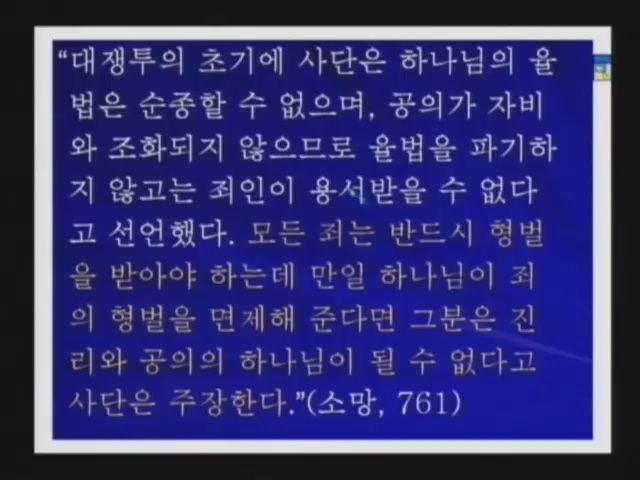 “대쟁투의 초기에 사단은 하나님의 율
법은 순종할 수 없으며, 공의가 자비
와 조화되지 않으므로 율법을 파기하
지 않고는 죄인이 용서받을 수 없다
고 선언했다. 모든 죄는 반드시 형벌
을 받아야 하는데 만일 하나님이 죄
의 형벌을 면제해 준다면 그분은 진
리와 공의의 하나님이 될 수 없다고
사단은 주장한다.”(소망, 761)